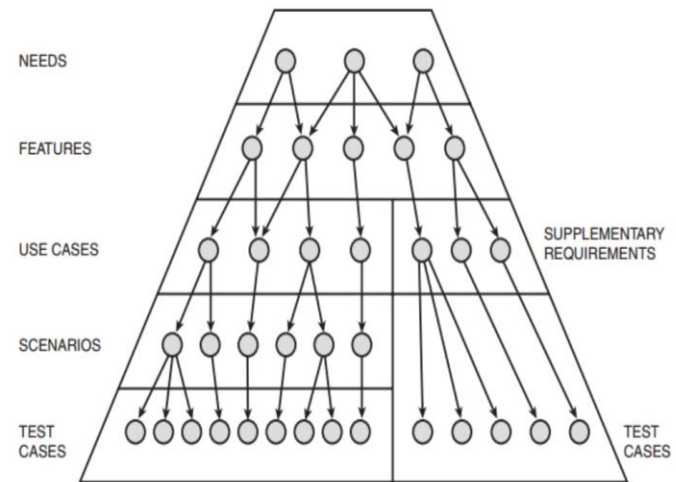 NEEDS
FEATURES
USE CASES
SUPPLEMENTARY
REQUIREMENTS
SCENARIOS
TEST
CASES
TEST
CASES